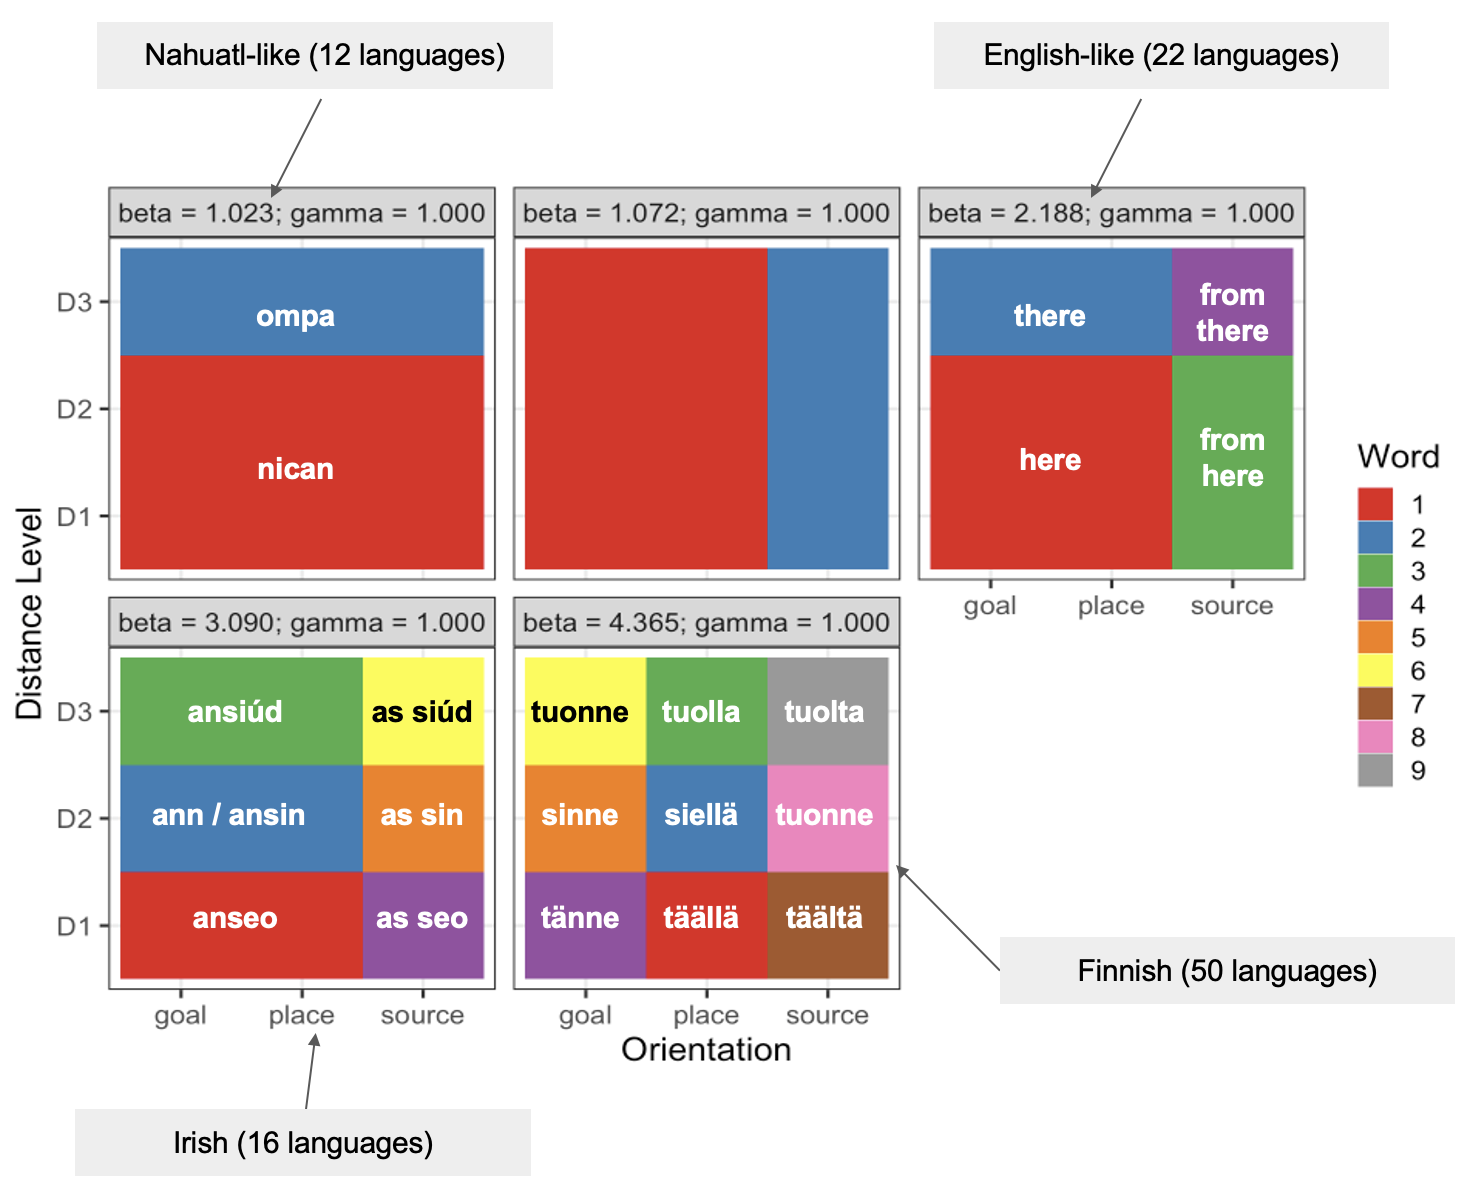 Nahuatl-like (12 languages)
English-like (22 languages)
beta = 1.023; gamma = 1.000
beta = 1.072; gamma = 1.000
beta = 2.188; gamma = 1.000
D3
D2
D1
ompa
nican
there
from
there
here
from
here
goal
place
source
Distance Level
beta = 3.090; gamma = 1.000
beta = 4.365; gamma = 1.000
D3
D2
D1
ansiúd
as siúd
ann / ansin
as sin
anseo
as seo
tuonne
tuolla
tuolta
sinne
siellä
tuonne
tänne
täällä
täältä
goal
place
source
goal
place
source
Orientation
Word
1
2
3
4
5
6
7
8
9
Finnish (50 languages)
Irish (16 languages)